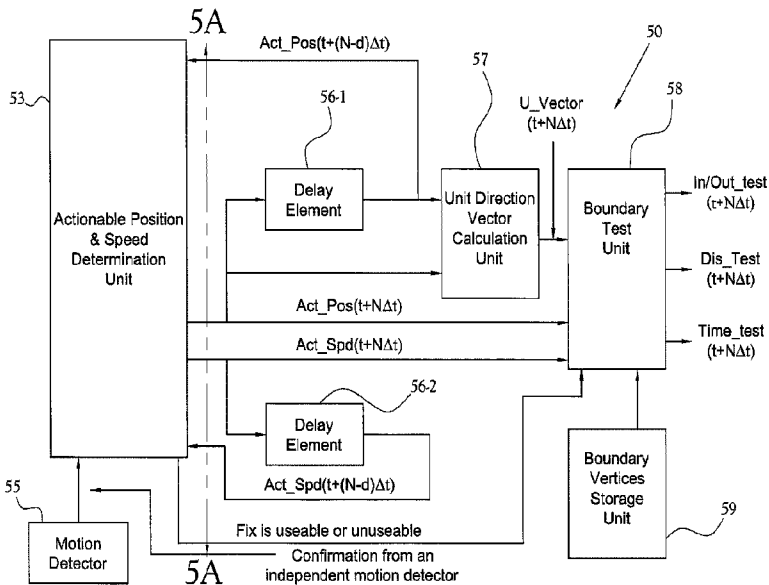 5A
Act_Pos(t+(N-d)Δt)
50
53
56-1
57
U_Vector
(t+NΔt)
58
Delay
Element
Actionable Position
& Speed
Determination
Unit
Unit Direction
Vector
Calculation
Unit
Boundary
Test
Unit
In/Out_test
(t+NΔt)
Dis_Test
(t+NΔt)
Act_Pos(t+NΔt)
Time_test
(t+NΔt)
Act_Spd(t+NΔt)
56-2
Delay
Element
Act_Spd(t+(N-d)Δt)
Boundary
Vertices
Storage
Unit
55
59
Motion
Detector
Fix is useable or unuseable
Confirmation from an
independent motion detector
5A